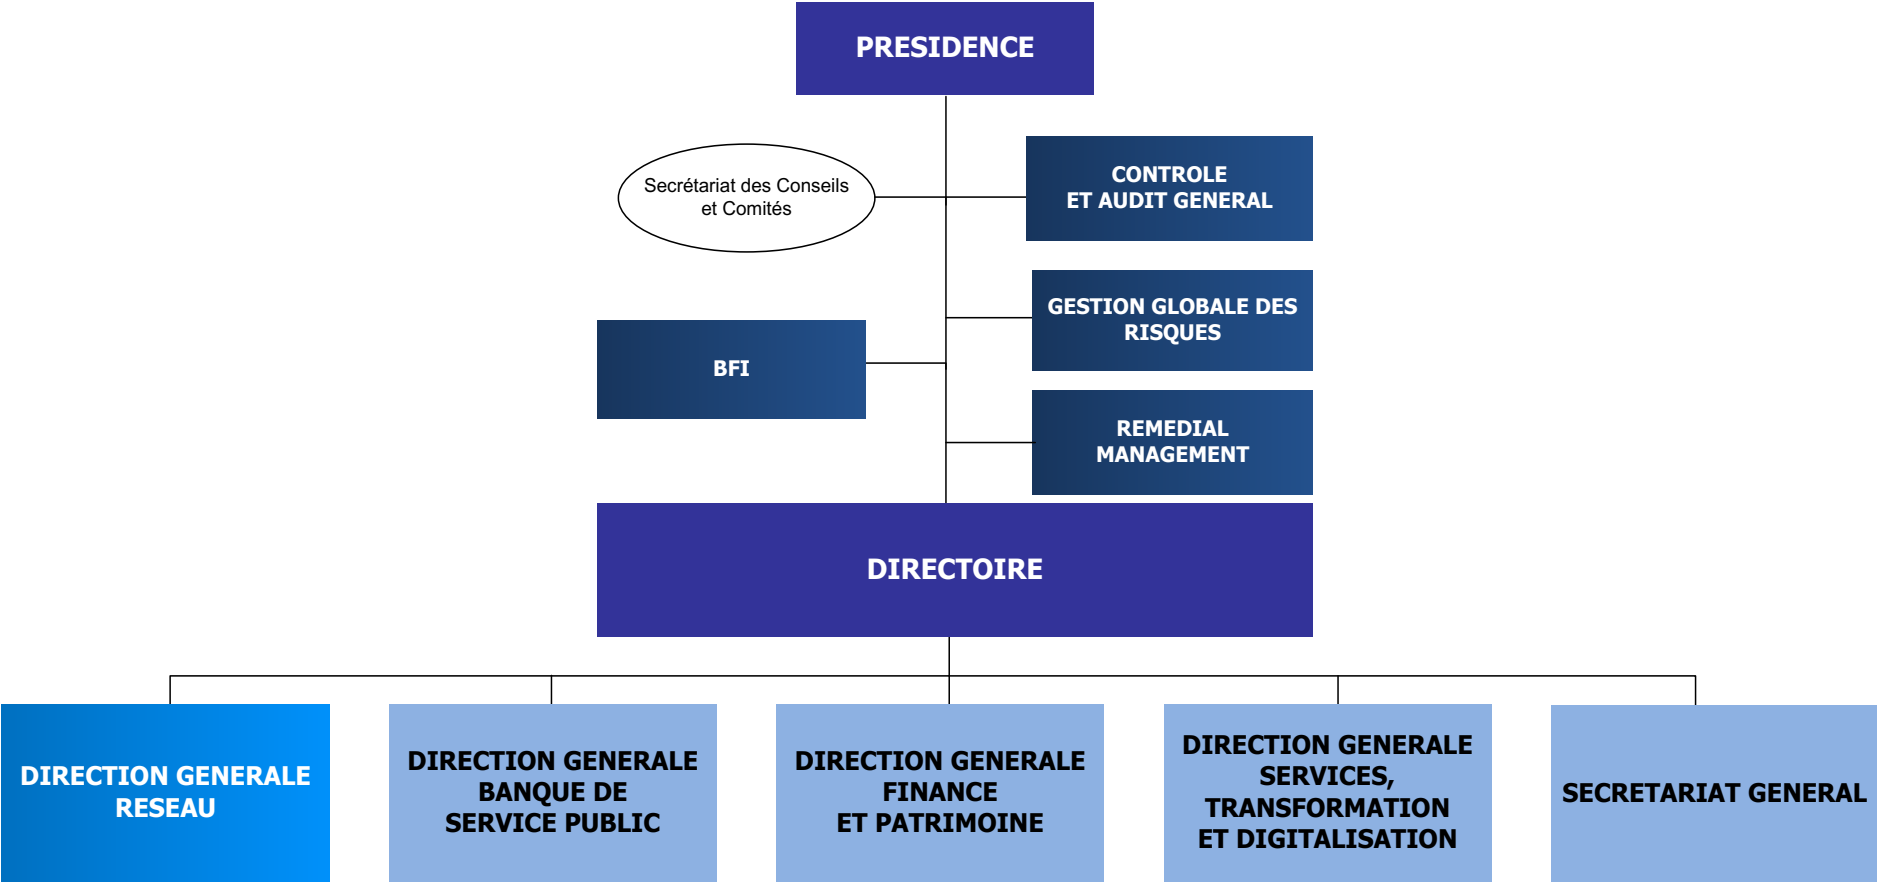 PRESIDENCE
Secrétariat des Conseils
et Comités
CONTROLE
ET AUDIT GENERAL
GESTION GLOBALE DES
RISQUES
BFI
REMEDIAL
MANAGEMENT
DIRECTOIRE
DIRECTION GENERALE
RESEAU
DIRECTION GENERALE
BANQUE DE
SERVICE PUBLIC
DIRECTION GENERALE
FINANCE
ET PATRIMOINE
DIRECTION GENERALE
SERVICES,
TRANSFORMATION
ET DIGITALISATION
SECRETARIAT GENERAL